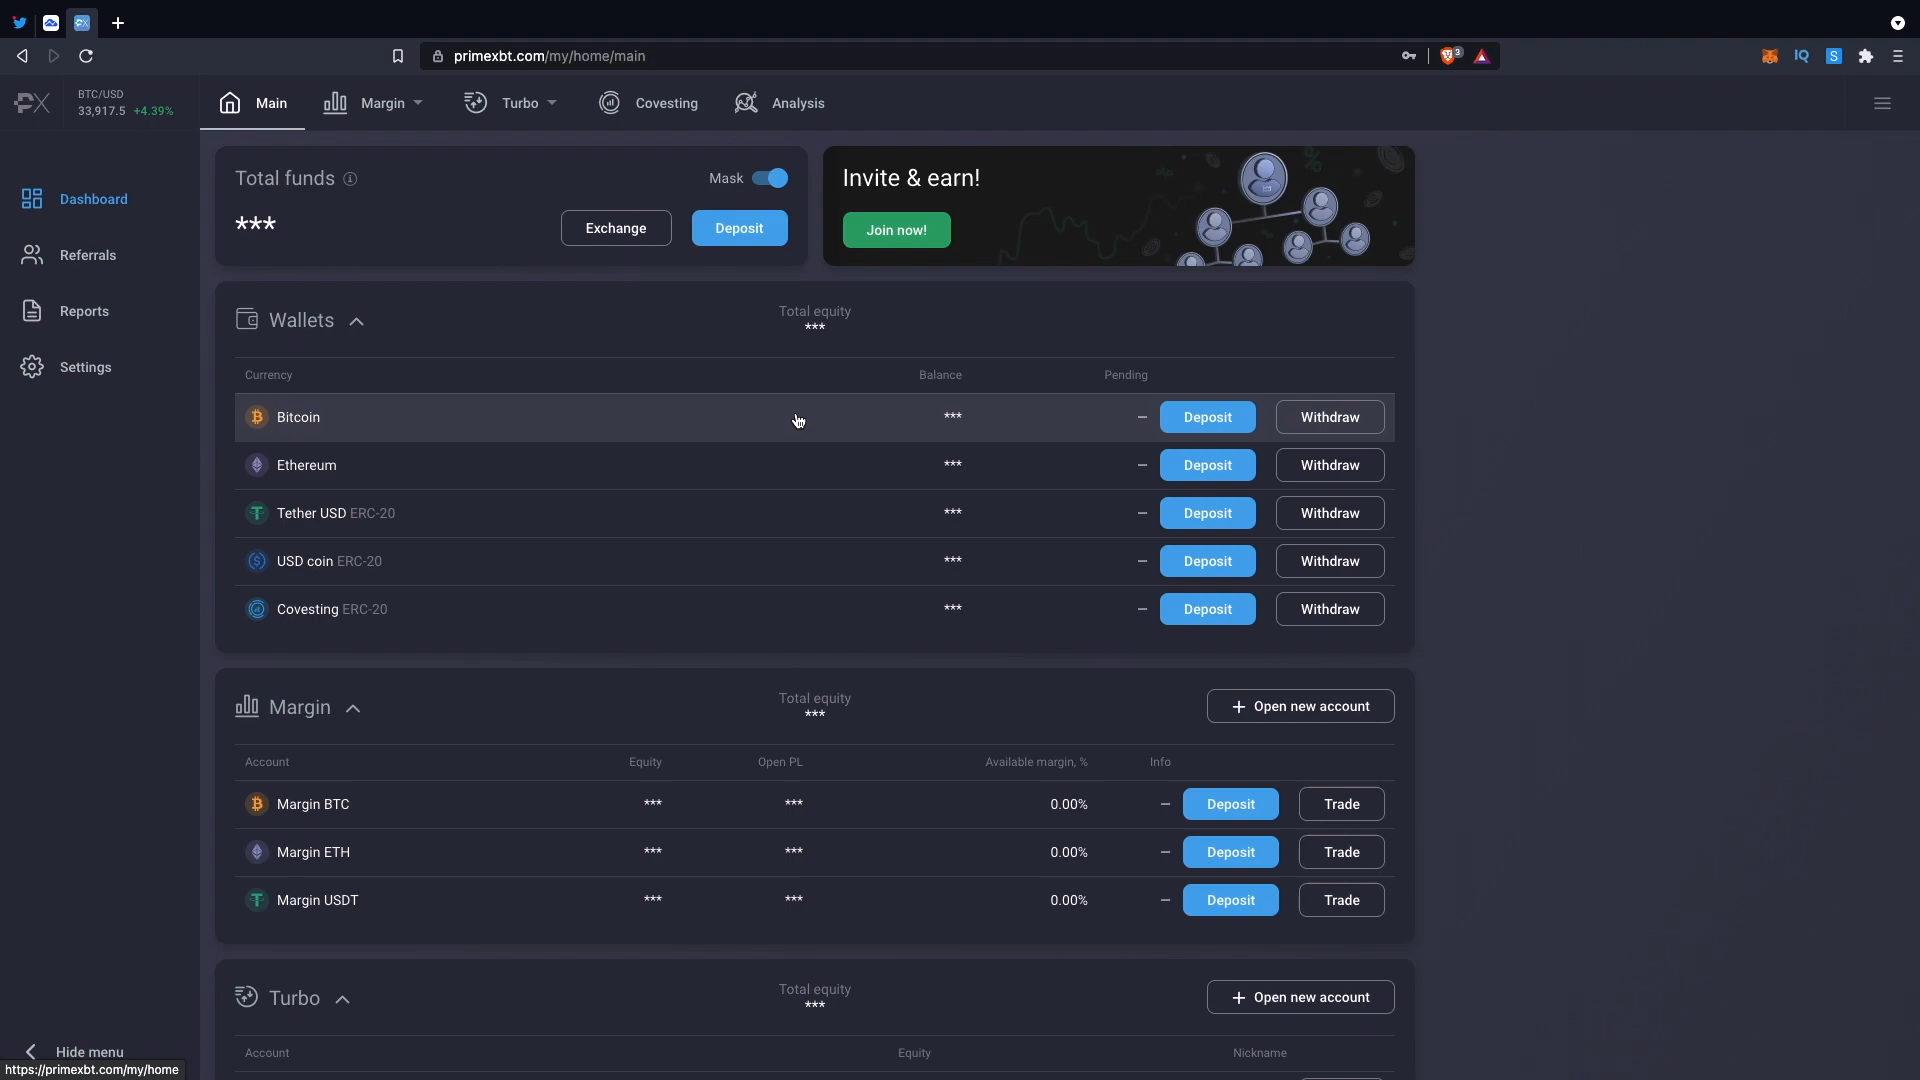 primexbt.com/my/home/main
3
BTC/USD
33,917.5 +4.39%
Main
Margin
Turbo
Covesting
Analysis
Dashboard
Referrals
Reports
Settings
Hide menu
https://primexbt.com/my/home
Total funds
Mask
***
Exchange
Deposit
Invite & earn!
Join now!
Wallets
Total equity
***
Currency Balance Pending
Bitcoin *** – Deposit Withdraw
Ethereum *** – Deposit Withdraw
Tether USD ERC-20 *** – Deposit Withdraw
USD coin ERC-20 *** – Deposit Withdraw
Covesting ERC-20 *** – Deposit Withdraw
Margin
Total equity
***
+ Open new account
Account Equity Open PL Available margin, % Info
Margin BTC *** *** 0.00% – Deposit Trade
Margin ETH *** *** 0.00% – Deposit Trade
Margin USDT *** *** 0.00% – Deposit Trade
Turbo
Total equity
***
+ Open new account
Account Equity Nickname